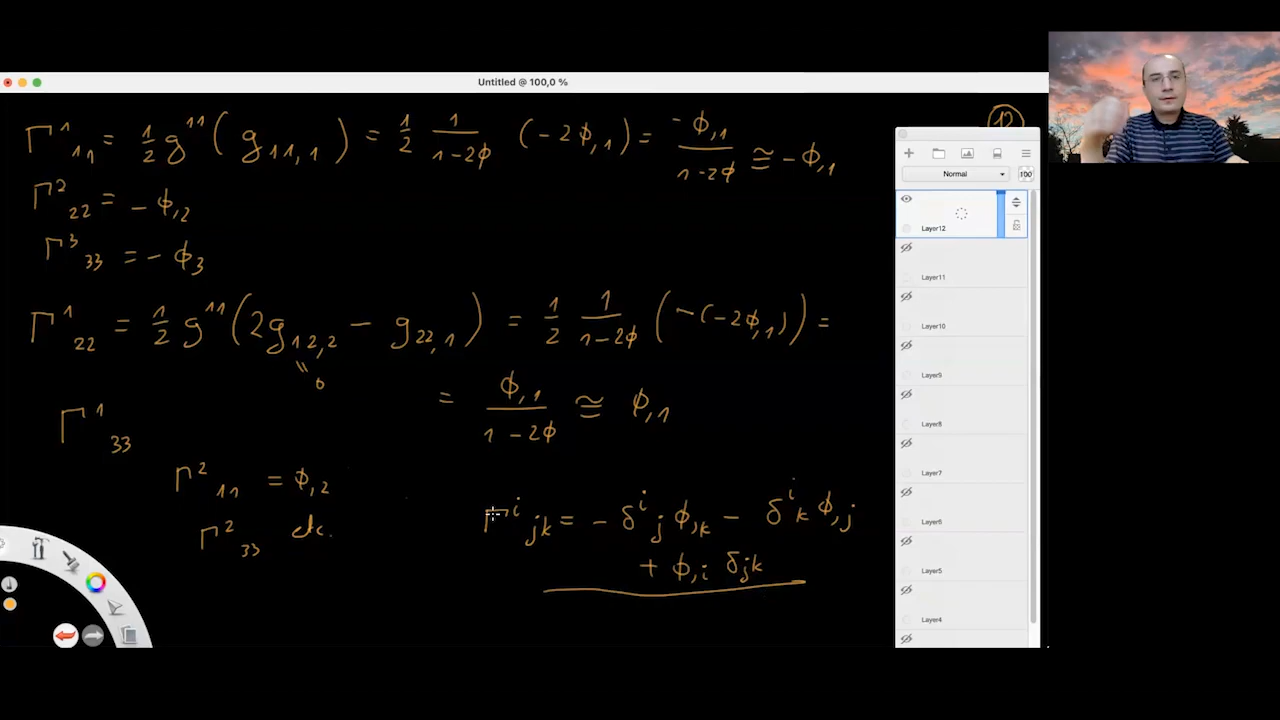 Untitled @ 100,0 %
Γ¹₁₁ = 1/2 g¹¹ (g₁₁,₁) = 1/2 1/(1-2ϕ) (-2ϕ,₁) = -ϕ,₁/(1-2ϕ) ≅ -ϕ,₁
12
Γ²₂₂ = -ϕ,₂
Γ³₃₃ = -ϕ₃
Γ¹₂₂ = 1/2 g¹¹ (2g₁₂,₂ - g₂₂,₁) = 1/2 1/(1-2ϕ) (-(-2ϕ,₁)) =
" 0
= ϕ,₁/(1-2ϕ) ≅ ϕ,₁
Γ¹₃₃
Γ²₁₁ = ϕ,₂
Γ²₃₃ etc.
Γⁱⱼₖ = - δⁱⱼ ϕ,ₖ - δⁱₖ ϕ,ⱼ
+ ϕ,ᵢ δⱼₖ
Normal
100
Layer12
Layer11
Layer10
Layer9
Layer8
Layer7
Layer6
Layer5
Layer4